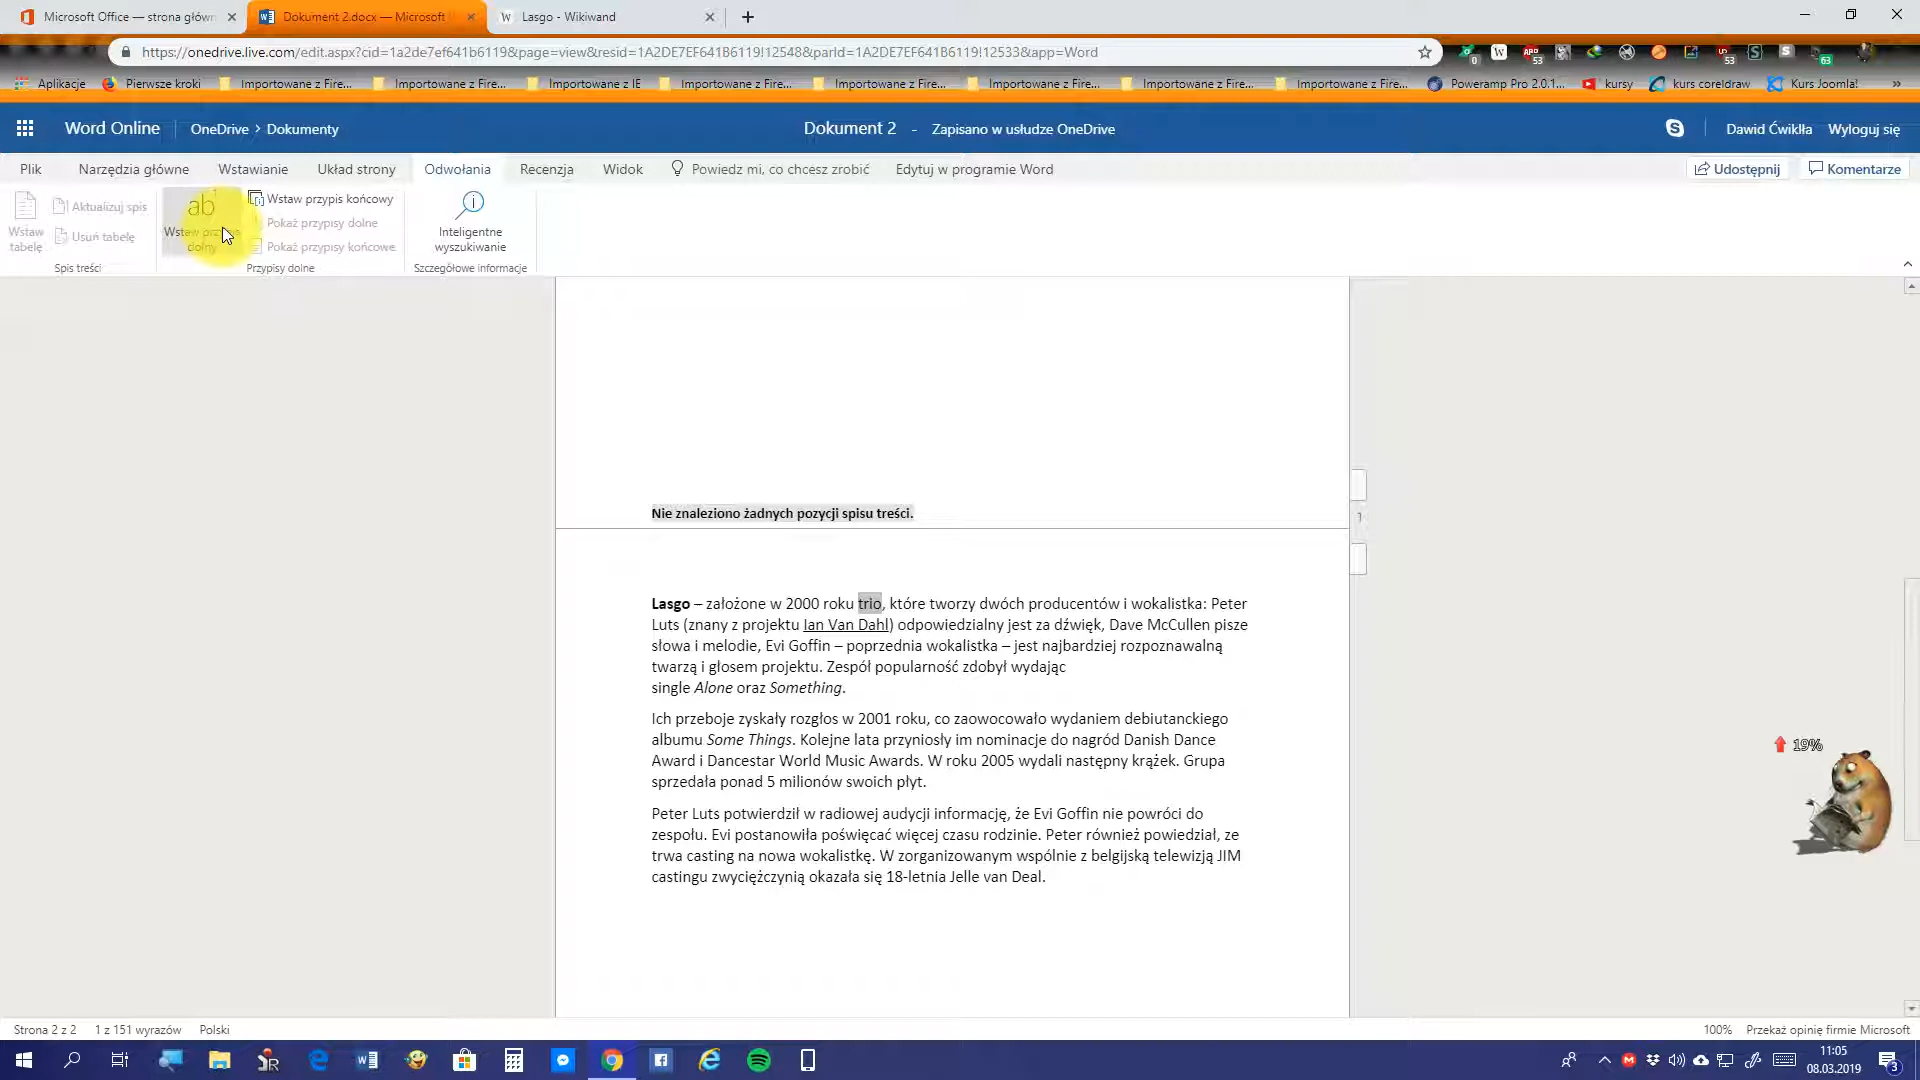 Microsoft Office — strona główn
Dokument 2.docx — Microsoft
Lasgo - Wikiwand
https://onedrive.live.com/edit.aspx?cid=1a2de7ef641b6119&page=view&resid=1A2DE7EF641B6119!12548&parId=1A2DE7EF641B6119!12533&app=Word
Aplikacje
Pierwsze kroki
Importowane z Fire...
Importowane z Fire...
Importowane z IE
Importowane z Fire...
Importowane z Fire...
Importowane z Fire...
Importowane z Fire...
Importowane z Fire...
Poweramp Pro 2.0.1...
kursy
kurs coreldraw
Kurs Joomla!
»
Word Online
OneDrive > Dokumenty
Dokument 2 - Zapisano w usłudze OneDrive
Dawid Ćwiklła
Wyloguj się
Plik
Narzędzia główne
Wstawianie
Układ strony
Odwołania
Recenzja
Widok
Powiedz mi, co chcesz zrobić
Edytuj w programie Word
Udostępnij
Komentarze
Wstaw tabelę
Aktualizuj spis
Usuń tabelę
Spis treści
ab
Wstaw przypis dolny
Wstaw przypis końcowy
Pokaż przypisy dolne
Pokaż przypisy końcowe
Przypisy dolne
Inteligentne wyszukiwanie
Szczegółowe informacje
Nie znaleziono żadnych pozycji spisu treści.
1
Lasgo – założone w 2000 roku trio, które tworzy dwóch producentów i wokalistka: Peter
Luts (znany z projektu Ian Van Dahl) odpowiedzialny jest za dźwięk, Dave McCullen pisze
słowa i melodie, Evi Goffin – poprzednia wokalistka – jest najbardziej rozpoznawalną
twarzą i głosem projektu. Zespół popularność zdobył wydając
single Alone oraz Something.
Ich przeboje zyskały rozgłos w 2001 roku, co zaowocowało wydaniem debiutanckiego
albumu Some Things. Kolejne lata przyniosły im nominacje do nagród Danish Dance
Award i Dancestar World Music Awards. W roku 2005 wydali następny krążek. Grupa
sprzedała ponad 5 milionów swoich płyt.
Peter Luts potwierdził w radiowej audycji informację, że Evi Goffin nie powróci do
zespołu. Evi postanowiła poświęcać więcej czasu rodzinie. Peter również powiedział, ze
trwa casting na nowa wokalistkę. W zorganizowanym wspólnie z belgijską telewizją JIM
castingu zwyciężczynią okazała się 18-letnia Jelle van Deal.
19%
Strona 2 z 2
1 z 151 wyrazów
Polski
100%
Przekaż opinię firmie Microsoft
11:05
08.03.2019
3